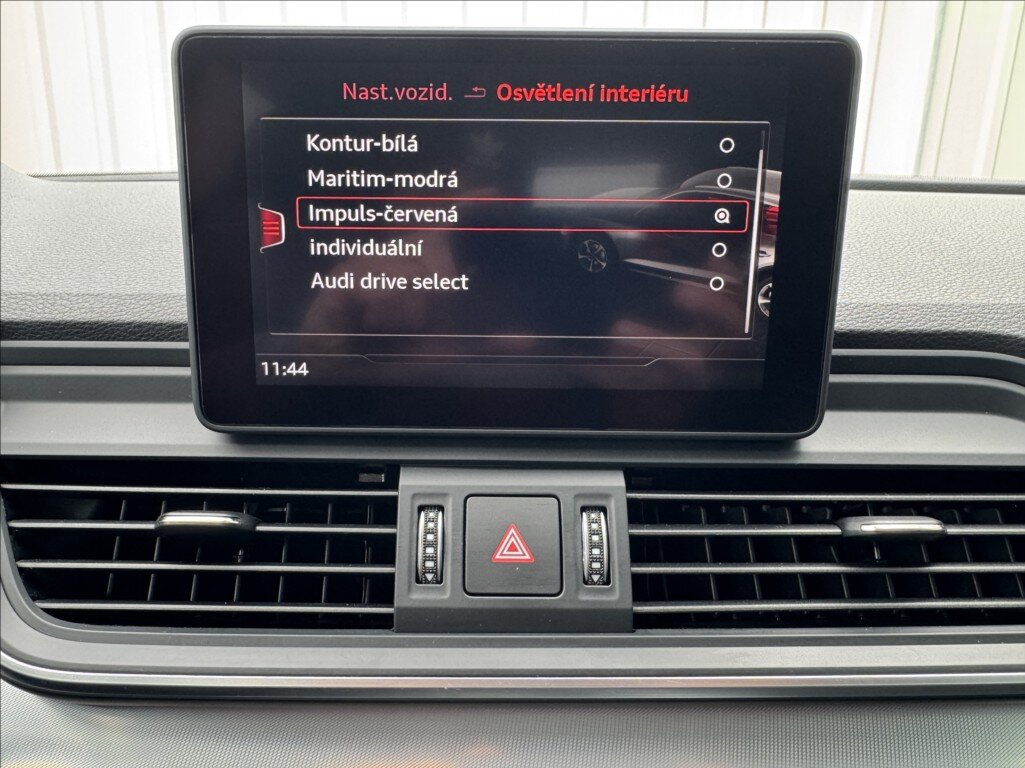 Nast.vozid. Osvětlení interiéru
Kontur-bílá
Maritim-modrá
Impuls-červená
individuální
Audi drive select
11:44